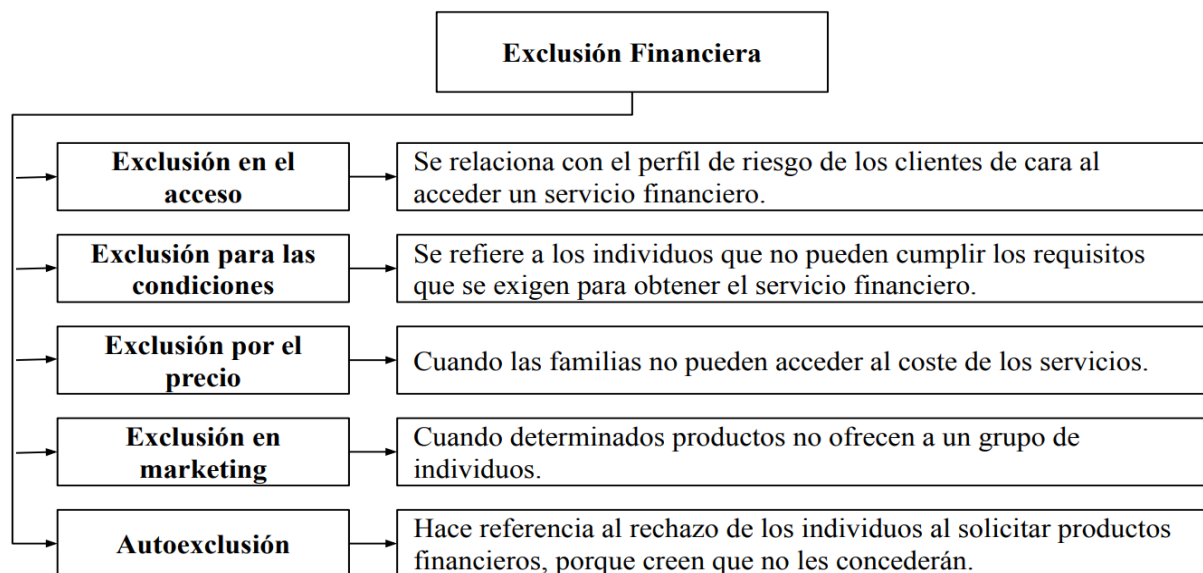 Exclusión Financiera
Exclusión en el
acceso
Se relaciona con el perfil de riesgo de los clientes de cara al
acceder un servicio financiero.
Exclusión para las
condiciones
Se refiere a los individuos que no pueden cumplir los requisitos
que se exigen para obtener el servicio financiero.
Exclusión por el
precio
Cuando las familias no pueden acceder al coste de los servicios.
Exclusión en
marketing
Cuando determinados productos no ofrecen a un grupo de
individuos.
Autoexclusión
Hace referencia al rechazo de los individuos al solicitar productos
financieros, porque creen que no les concederán.